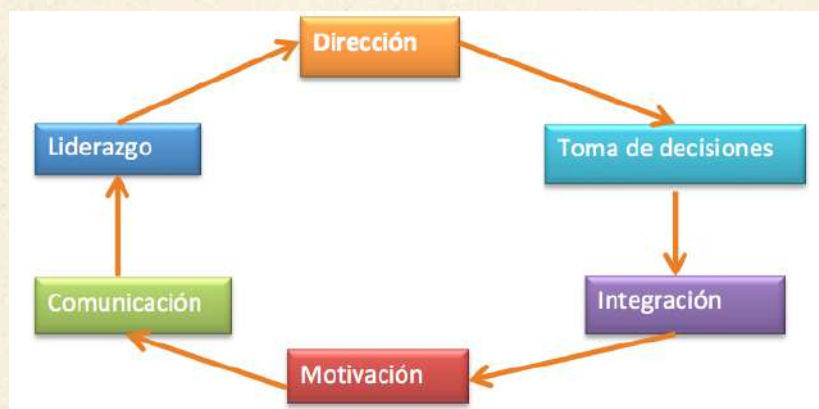 Dirección
Toma de decisiones
Integración
Motivación
Comunicación
Liderazgo